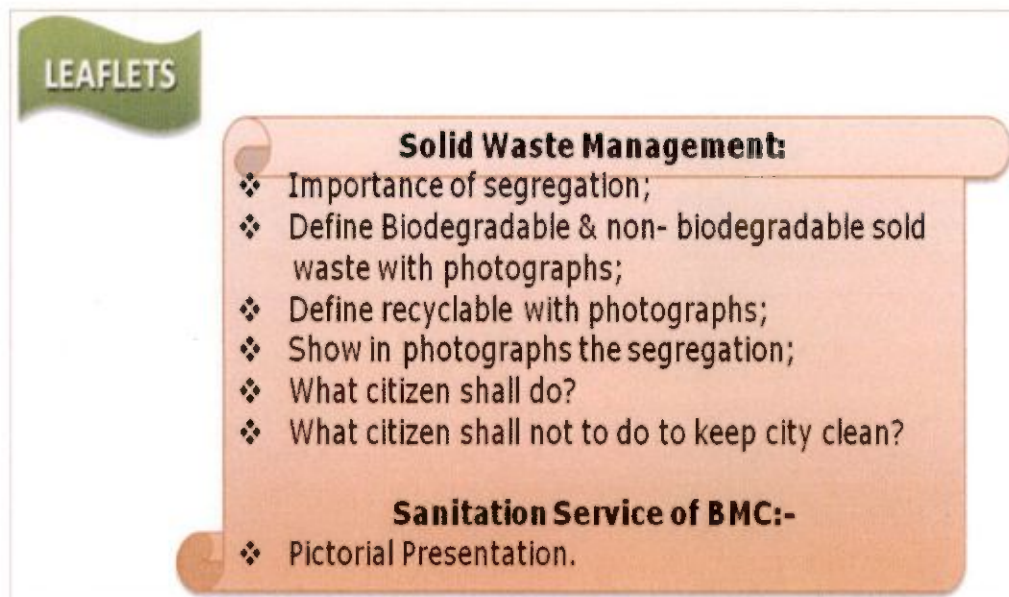 LEAFLETS
Solid Waste Management:
❖ Importance of segregation;
❖ Define Biodegradable & non- biodegradable sold
waste with photographs;
❖ Define recyclable with photographs;
❖ Show in photographs the segregation;
❖ What citizen shall do?
❖ What citizen shall not to do to keep city clean?
Sanitation Service of BMC:-
❖ Pictorial Presentation.